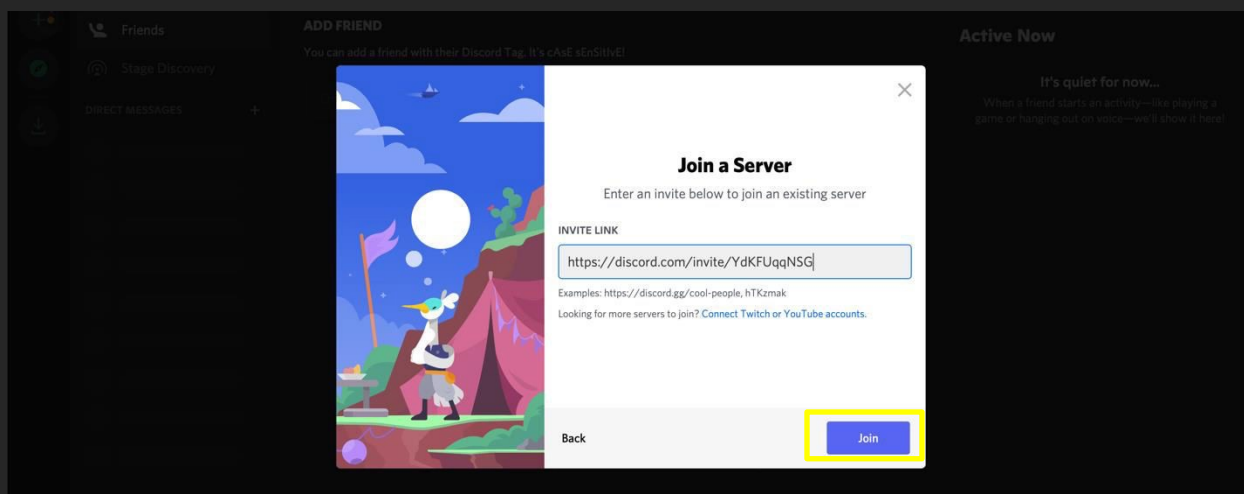 Friends
Stage Discovery
DIRECT MESSAGES +
ADD FRIEND
You can add a friend with their Discord Tag. It's cAsE sEnSitIvE!
Active Now
It's quiet for now...
When a friend starts an activity—like playing a
game or hanging out on voice—we'll show it here!
Join a Server
Enter an invite below to join an existing server
INVITE LINK
https://discord.com/invite/YdKFUqqNSG
Examples: https://discord.gg/cool-people, hTKzmak
Looking for more servers to join? Connect Twitch or YouTube accounts.
Back
Join